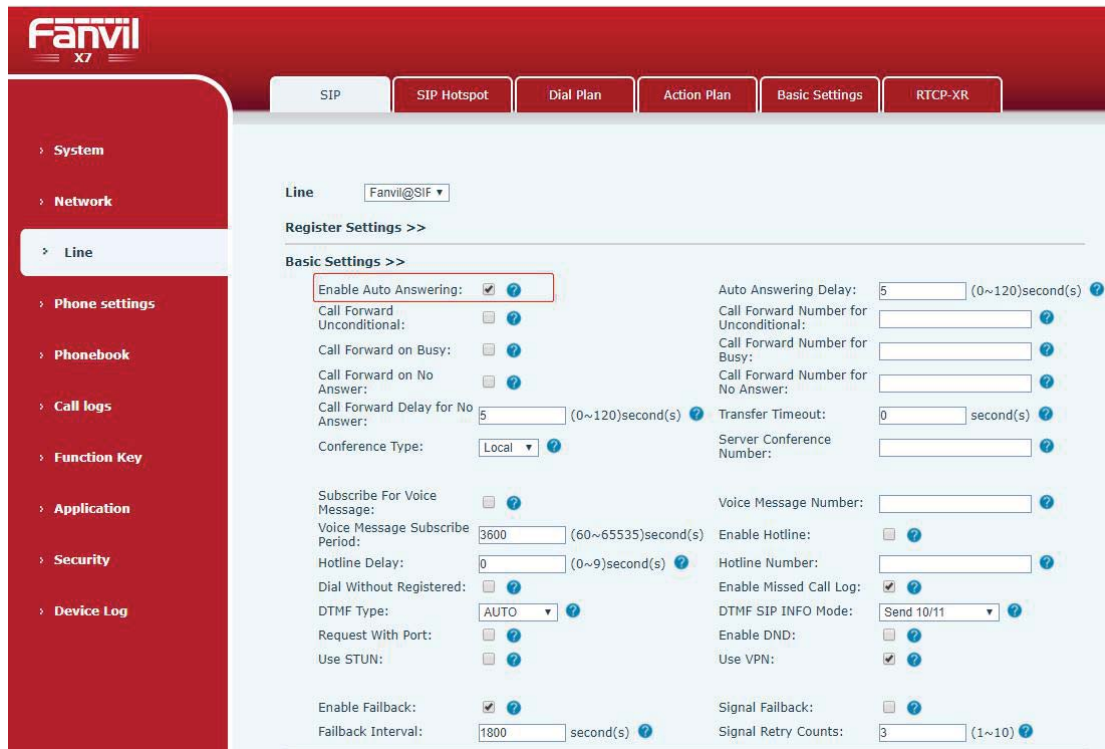 Fanvil
X7
SIP
SIP Hotspot
Dial Plan
Action Plan
Basic Settings
RTCP-XR
› System
› Network
› Line
› Phone settings
› Phonebook
› Call logs
› Function Key
› Application
› Security
› Device Log
Line Fanvil@SIF
Register Settings >>
Basic Settings >>
Enable Auto Answering: Auto Answering Delay: 5 (0~120)second(s)
Call Forward
Unconditional:
Call Forward Number for
Unconditional:
Call Forward on Busy:
Call Forward Number for
Busy:
Call Forward on No
Answer:
Call Forward Number for
No Answer:
Call Forward Delay for No
Answer:
5 (0~120)second(s) Transfer Timeout: 0 second(s)
Conference Type: Local
Server Conference
Number:
Subscribe For Voice
Message:
Voice Message Number:
Voice Message Subscribe
Period:
3600 (60~65535)second(s) Enable Hotline:
Hotline Delay: 0 (0~9)second(s) Hotline Number:
Dial Without Registered: Enable Missed Call Log:
DTMF Type: AUTO DTMF SIP INFO Mode: Send 10/11
Request With Port: Enable DND:
Use STUN: Use VPN:
Enable Failback: Signal Failback:
Failback Interval: 1800 second(s) Signal Retry Counts: 3 (1~10)